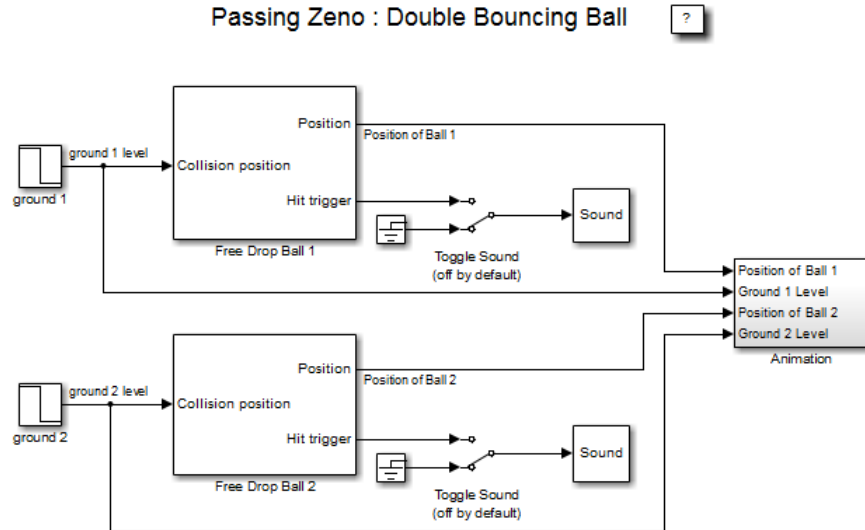 Passing Zeno : Double Bouncing Ball
?
Position
Position of Ball 1
ground 1 level
Collision position
ground 1
Hit trigger
Sound
Free Drop Ball 1
Toggle Sound
(off by default)
Position of Ball 1
Ground 1 Level
Position of Ball 2
Ground 2 Level
Animation
Position
Position of Ball 2
ground 2 level
Collision position
ground 2
Hit trigger
Sound
Free Drop Ball 2
Toggle Sound
(off by default)